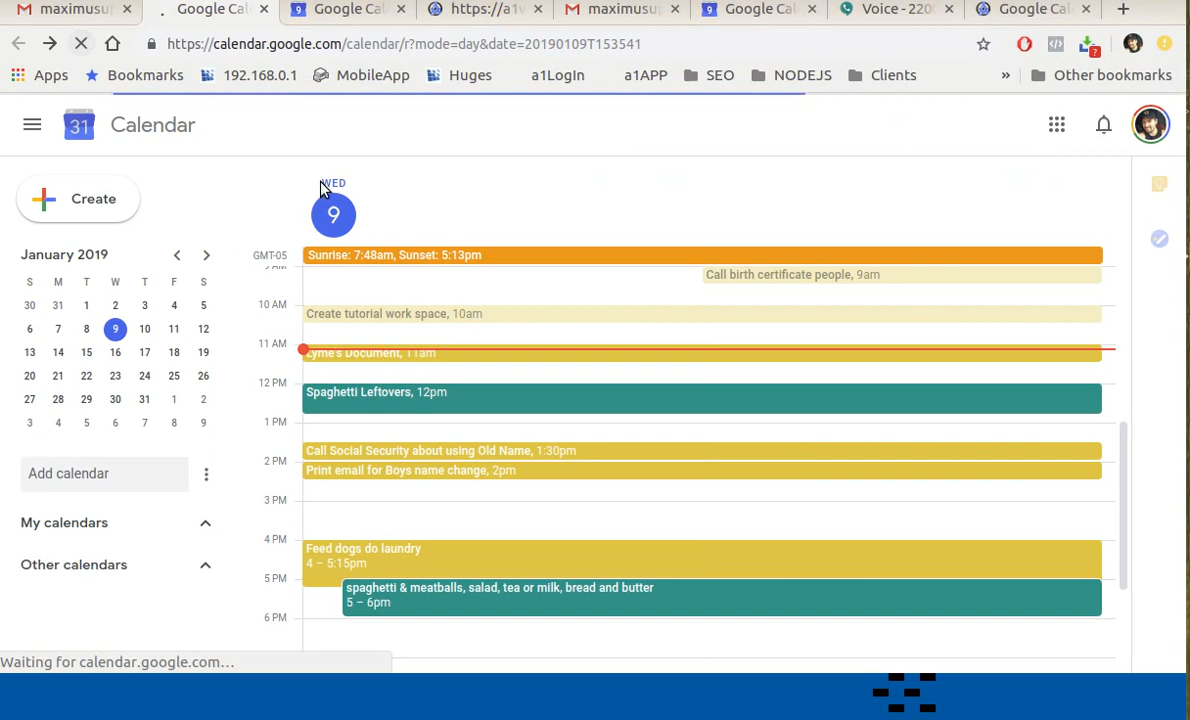 maximusu
Google Cal
Google Cal
https://a1v
maximusu
Google Cal
Voice - 220
Google Cal
https://calendar.google.com/calendar/r?mode=day&date=20190109T153541
?
Apps
Bookmarks
192.168.0.1
MobileApp
Huges
a1LogIn
a1APP
SEO
NODEJS
Clients
»
Other bookmarks
31
Calendar
Create
January 2019
S M T W T F S
30 31 1 2 3 4 5
6 7 8 9 10 11 12
13 14 15 16 17 18 19
20 21 22 23 24 25 26
27 28 29 30 31 1 2
3 4 5 6 7 8 9
Add calendar
My calendars
Other calendars
WED
9
GMT-05
Sunrise: 7:48am, Sunset: 5:13pm
9 AM
Call birth certificate people, 9am
10 AM
Create tutorial work space, 10am
11 AM
Lyme's Document, 11am
12 PM
Spaghetti Leftovers, 12pm
1 PM
Call Social Security about using Old Name, 1:30pm
2 PM
Print email for Boys name change, 2pm
3 PM
4 PM
Feed dogs do laundry
4 – 5:15pm
5 PM
spaghetti & meatballs, salad, tea or milk, bread and butter
5 – 6pm
6 PM
Waiting for calendar.google.com...